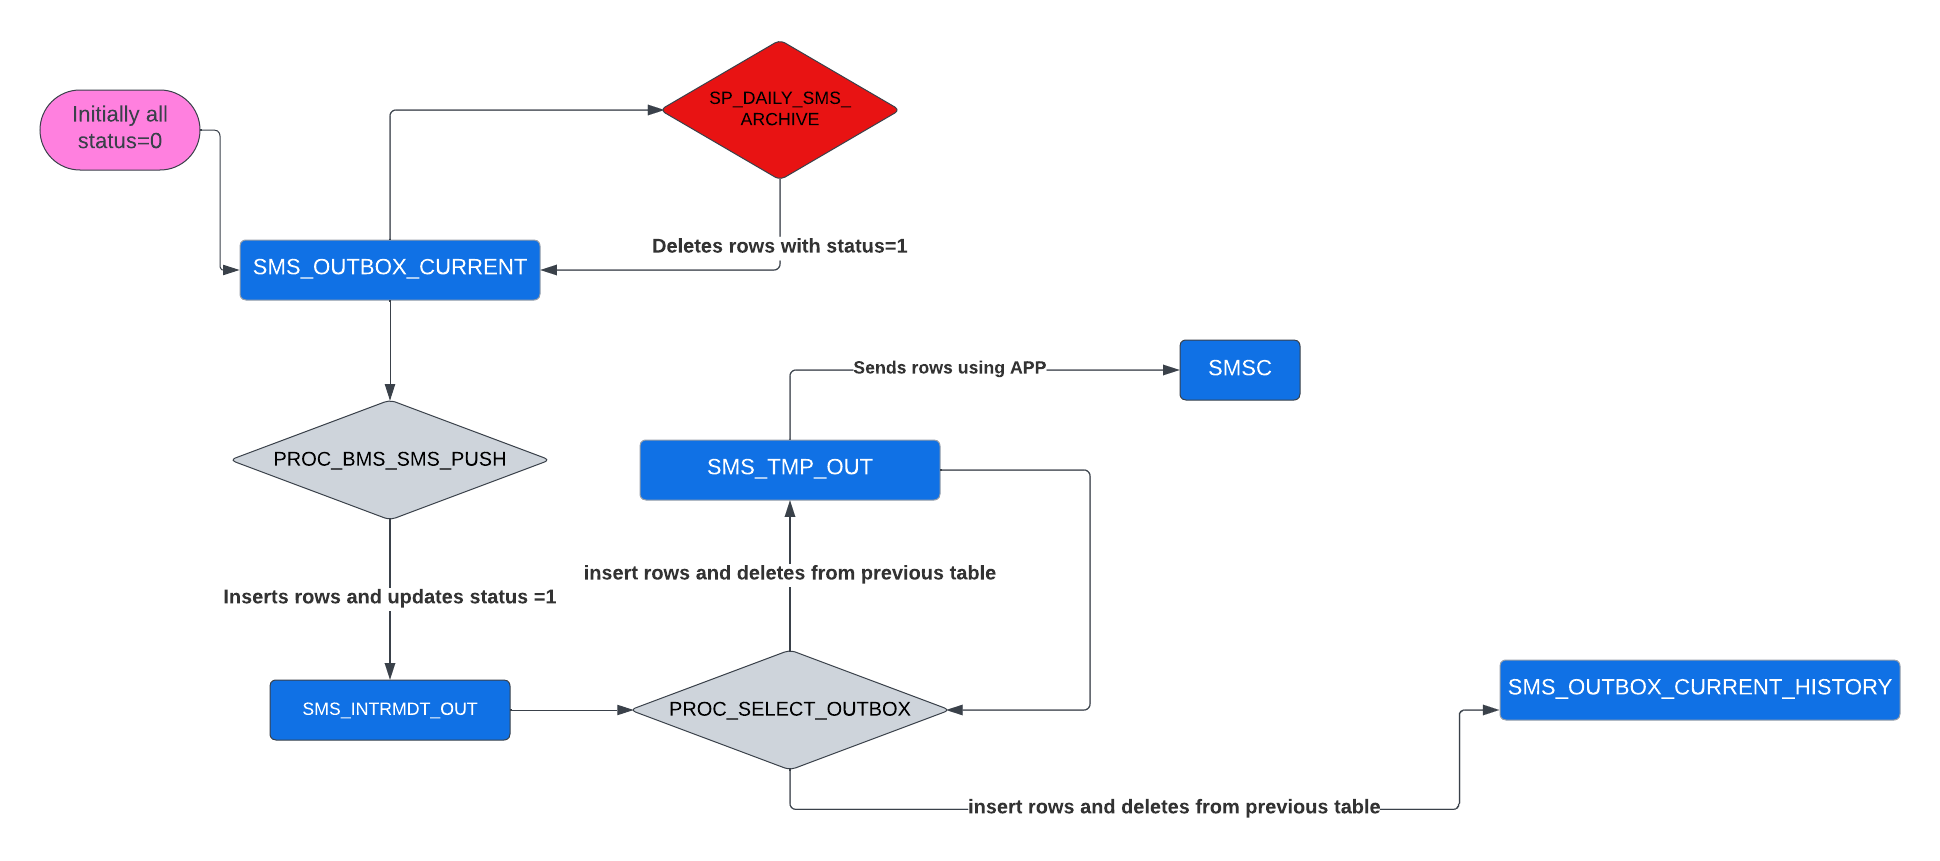 Initially all
status=0
SP_DAILY_SMS_
ARCHIVE
Deletes rows with status=1
SMS_OUTBOX_CURRENT
Sends rows using APP
SMSC
PROC_BMS_SMS_PUSH
SMS_TMP_OUT
insert rows and deletes from previous table
Inserts rows and updates status =1
SMS_INTRMDT_OUT
PROC_SELECT_OUTBOX
SMS_OUTBOX_CURRENT_HISTORY
insert rows and deletes from previous table